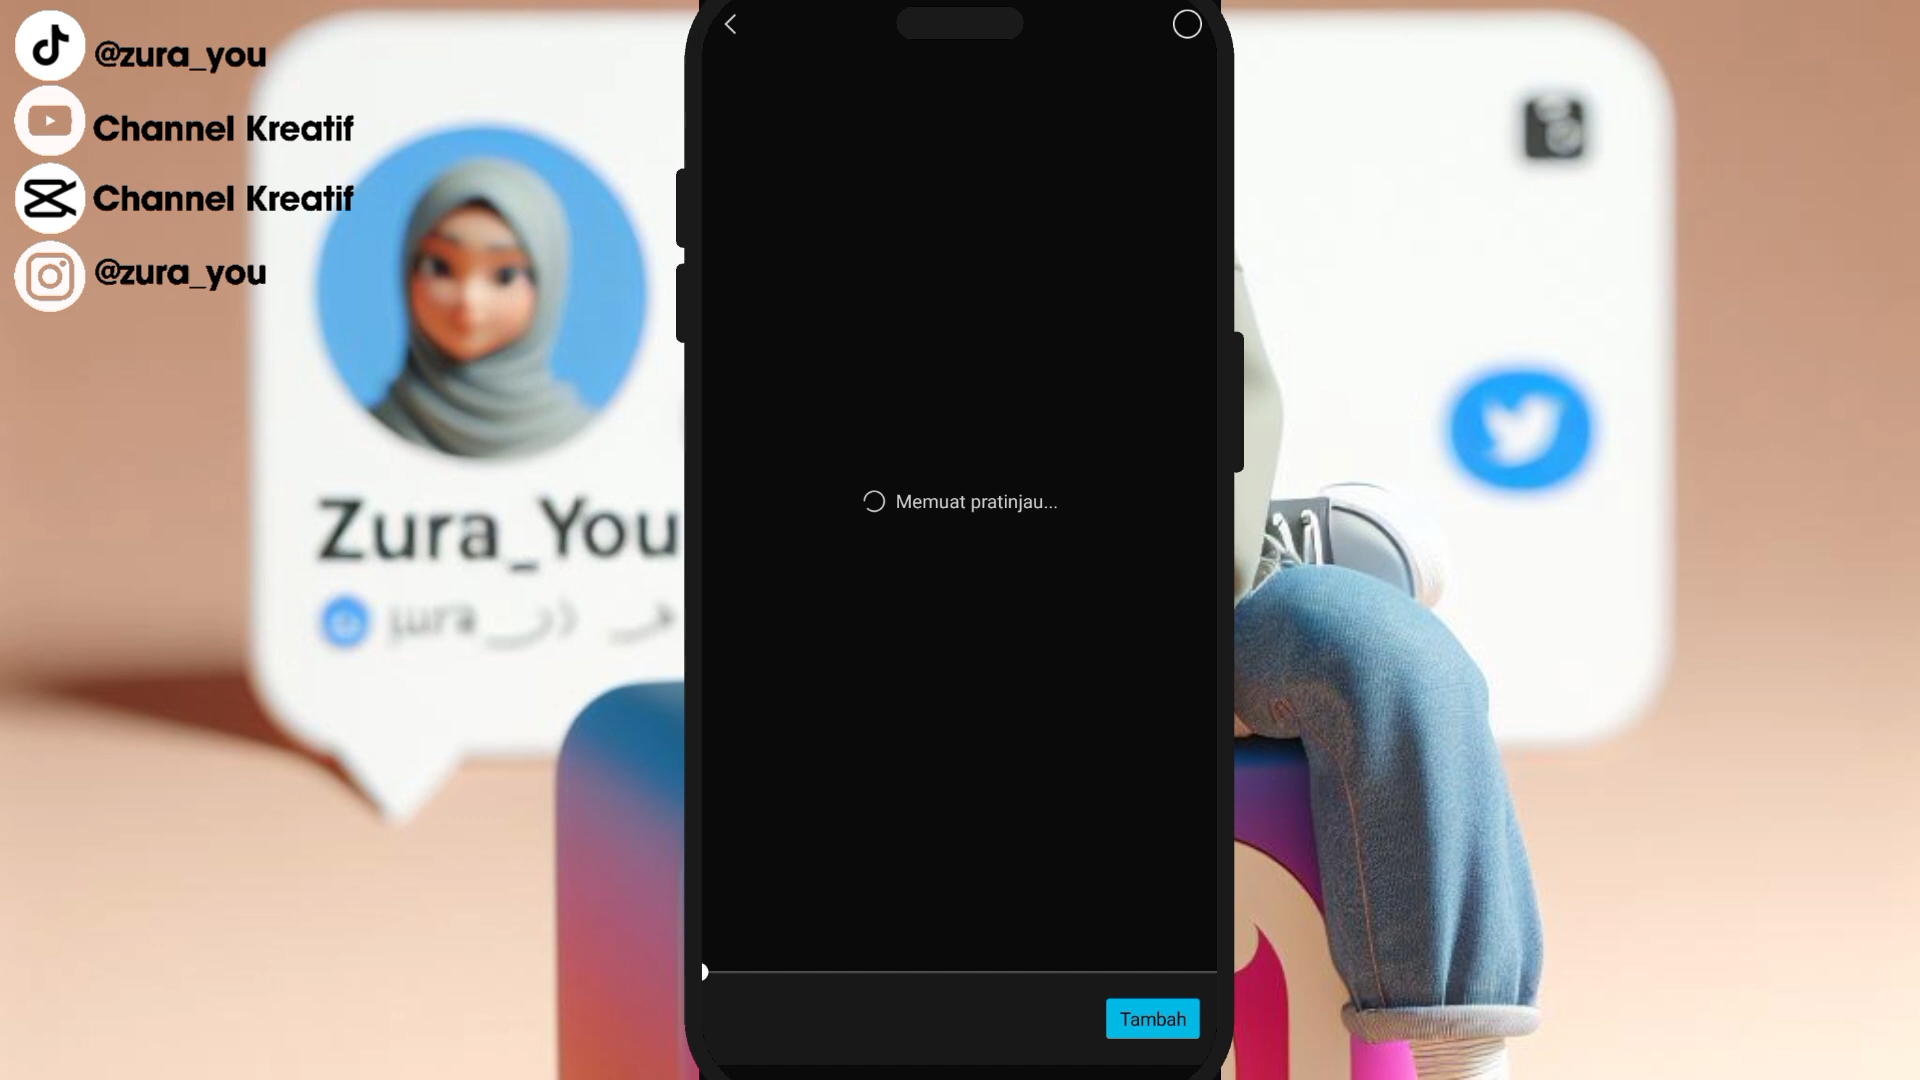 @zura_you
Channel Kreatif
Channel Kreatif
@zura_you
Zura_You
Memuat pratinjau...
Tambah